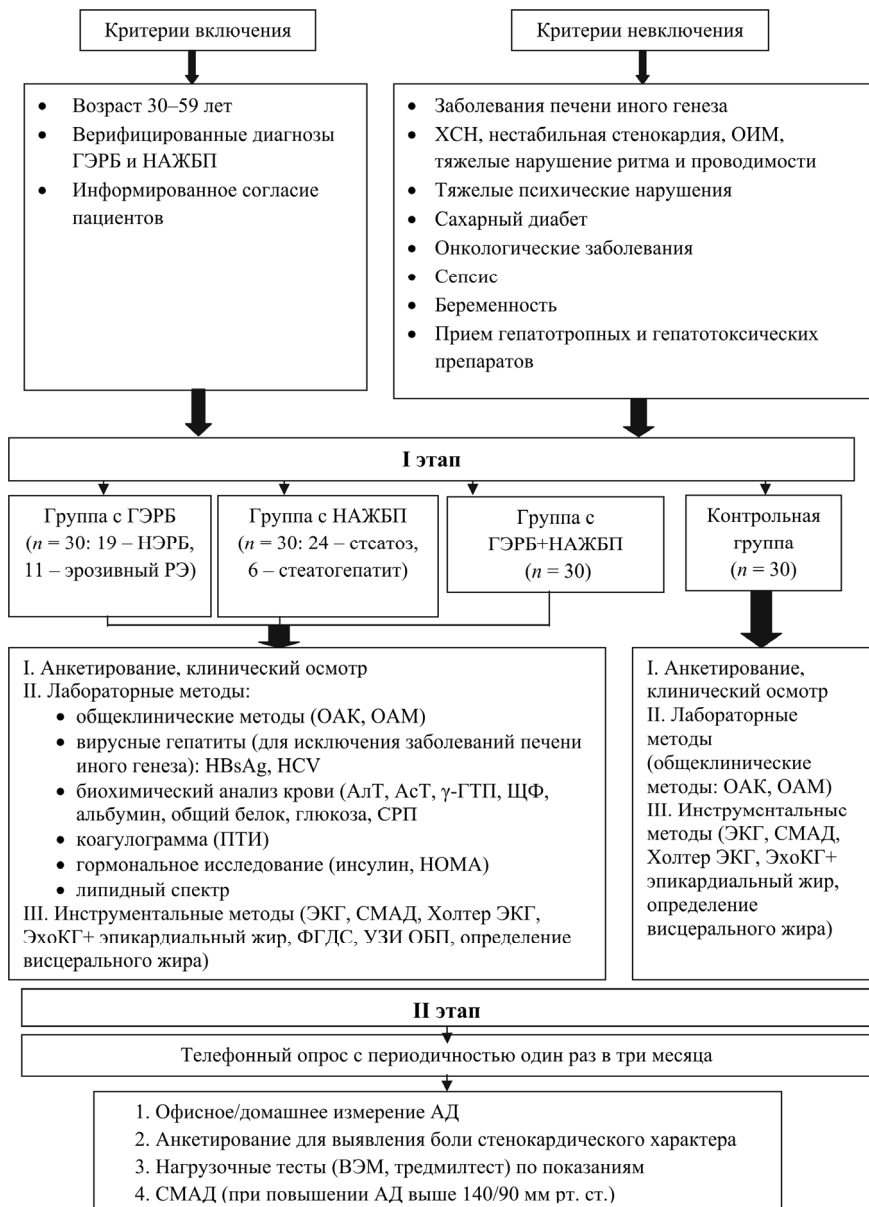 Критерии включения
Критерии невключения
• Возраст 30–59 лет
• Верифицированные диагнозы
ГЭРБ и НАЖБП
• Информированное согласие
пациентов
• Заболевания печени иного генеза
• ХСН, нестабильная стенокардия, ОИМ,
тяжелые нарушение ритма и проводимости
• Тяжелые психические нарушения
• Сахарный диабет
• Онкологические заболевания
• Сепсис
• Беременность
• Прием гепатотропных и гепатотоксических
препаратов
I этап
Группа с ГЭРБ
(n = 30: 19 – НЭРБ,
11 – эрозивный РЭ)
Группа с НАЖБП
(n = 30: 24 – стсатоз,
6 – стеатогепатит)
Группа с
ГЭРБ+НАЖБП
(n = 30)
Контрольная
группа
(n = 30)
I. Анкетирование, клинический осмотр
II. Лабораторные методы:
• общеклинические методы (ОАК, ОАМ)
• вирусные гепатиты (для исключения заболеваний печени
иного генеза): HBsAg, HCV
• биохимический анализ крови (АлТ, АсТ, γ-ГТП, ЩФ,
альбумин, общий белок, глюкоза, СРП
• коагулограмма (ПТИ)
• гормональное исследование (инсулин, HOMA)
• липидный спектр
III. Инструментальные методы (ЭКГ, СМАД, Холтер ЭКГ,
ЭхоКГ+ эпикардиальный жир, ФГДС, УЗИ ОБП, определение
висцерального жира)
I. Анкетирование,
клинический осмотр
II. Лабораторные
методы
(общеклинические
методы: ОАК, ОАМ)
III. Инструментальныс
методы (ЭКГ, СМАД,
Холтер ЭКГ, ЭхоКГ+
эпикардиальный жир,
определение
висцерального жира)
II этап
Телефонный опрос с периодичностью один раз в три месяца
1. Офисное/домашнее измерение АД
2. Анкетирование для выявления боли стенокардического характера
3. Нагрузочные тесты (ВЭМ, тредмилтест) по показаниям
4. СМАД (при повышении АД выше 140/90 мм рт. ст.)